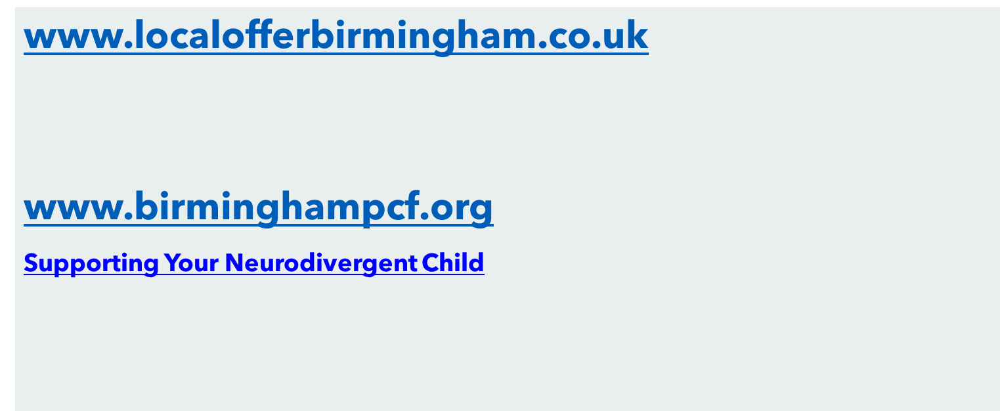 www.localofferbirmingham.co.uk
www.birminghampcf.org
Supporting Your Neurodivergent Child